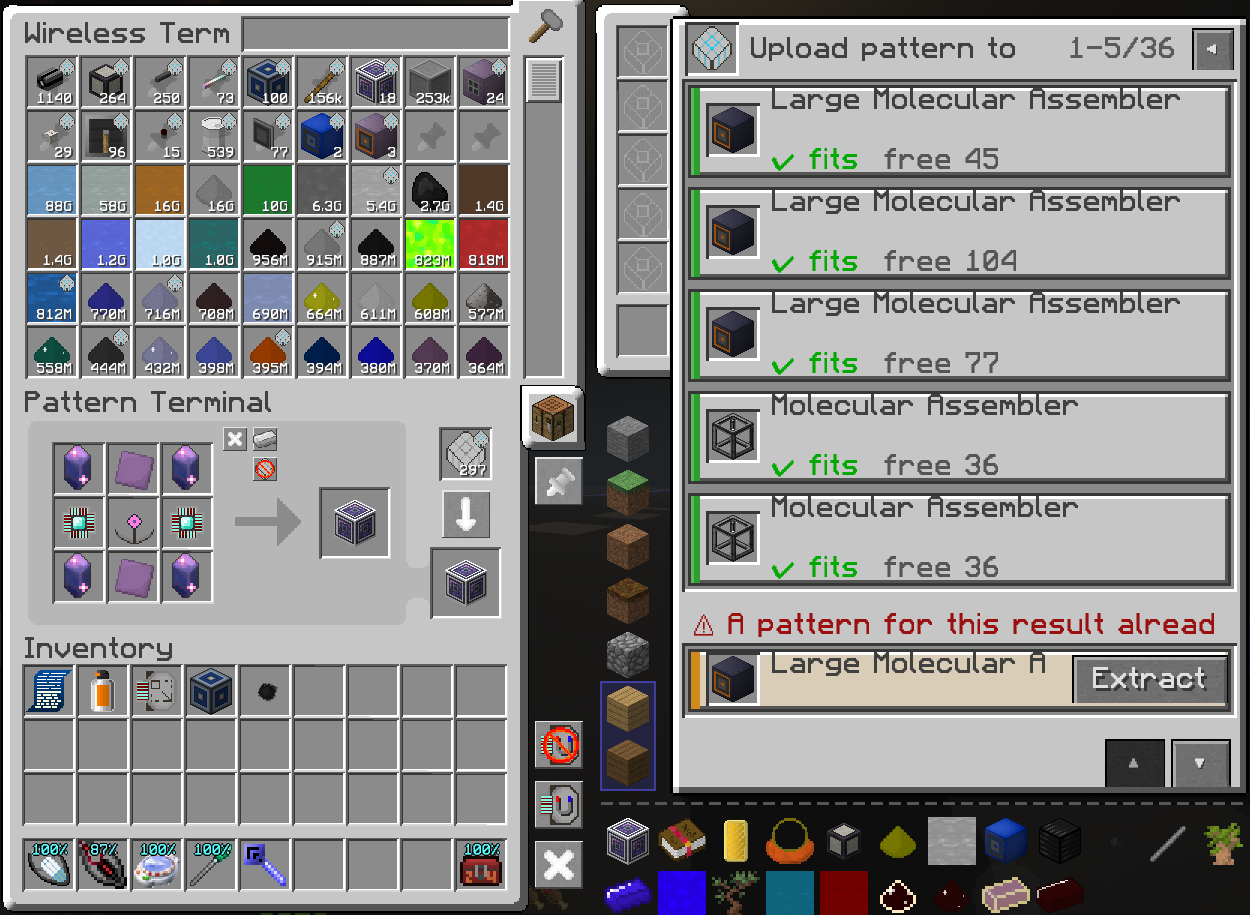 Wireless Term
1140 264 250 73 100 156k 18 253k 24
29 96 15 539 77 2 3
88G 58G 16G 16G 10G 6.3G 5.4G 2.7G 1.4G
1.4G 1.2G 1.0G 1.0G 956M 915M 887M 823M 818M
812M 770M 716M 708M 690M 664M 611M 608M 577M
558M 444M 432M 398M 395M 394M 380M 370M 364M
Pattern Terminal
297
Inventory
100% 87% 100% 100% 100%
Upload pattern to 1-5/36
Large Molecular Assembler
✓ fits free 45
Large Molecular Assembler
✓ fits free 104
Large Molecular Assembler
✓ fits free 77
Molecular Assembler
✓ fits free 36
Molecular Assembler
✓ fits free 36
⚠ A pattern for this result alread
Large Molecular A
Extract